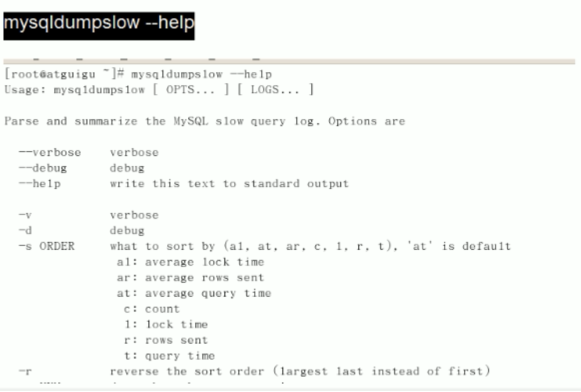 mysqldumpslow --help
[root@atguigu ~]# mysqldumpslow --help
Usage: mysqldumpslow [ OPTS... ] [ LOGS... ]
Parse and summarize the MySQL slow query log. Options are
--verbose    verbose
--debug      debug
--help       write this text to standard output
-v           verbose
-d           debug
-s ORDER     what to sort by (al, at, ar, c, l, r, t), 'at' is default
al: average lock time
ar: average rows sent
at: average query time
c: count
l: lock time
r: rows sent
t: query time
-r           reverse the sort order (largest last instead of first)